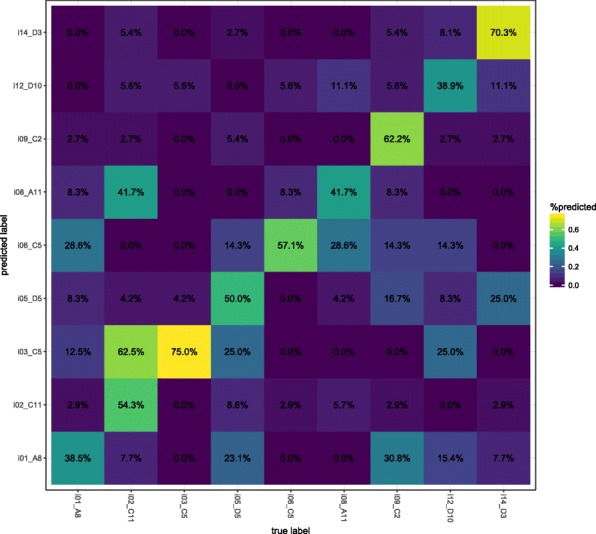 i14_D3 0.0% 5.4% 0.0% 2.7% 0.0% 0.0% 5.4% 8.1% 70.3%
i12_D10 0.0% 5.6% 5.6% 0.0% 5.6% 11.1% 5.6% 38.9% 11.1%
i09_C2 2.7% 2.7% 0.0% 5.4% 0.0% 0.0% 62.2% 2.7% 2.7%
i08_A11 8.3% 41.7% 0.0% 0.0% 8.3% 41.7% 8.3% 0.0% 0.0%
i06_C5 28.6% 0.0% 0.0% 14.3% 57.1% 28.6% 14.3% 14.3% 0.0%
i05_D5 8.3% 4.2% 4.2% 50.0% 0.0% 4.2% 16.7% 8.3% 25.0%
i03_C5 12.5% 62.5% 75.0% 25.0% 0.0% 0.0% 0.0% 25.0% 0.0%
i02_C11 2.9% 54.3% 0.0% 8.6% 2.9% 5.7% 2.9% 0.0% 2.9%
i01_A8 38.5% 7.7% 0.0% 23.1% 0.0% 0.0% 30.8% 15.4% 7.7%
i01_A8 i02_C11 i03_C5 i05_D5 i06_C5 i08_A11 i09_C2 i12_D10 i14_D3
true label
predicted label
%predicted
0.6
0.4
0.2
0.0